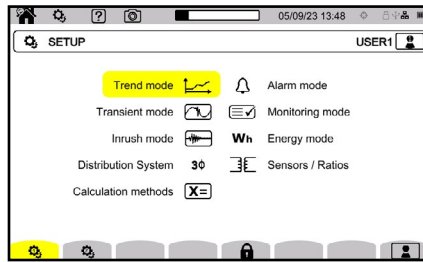 05/09/23 13:48
SETUP
USER1
Trend mode
Alarm mode
Transient mode
Monitoring mode
Inrush mode
Wh Energy mode
Distribution System 3Φ
Sensors / Ratios
Calculation methods X=